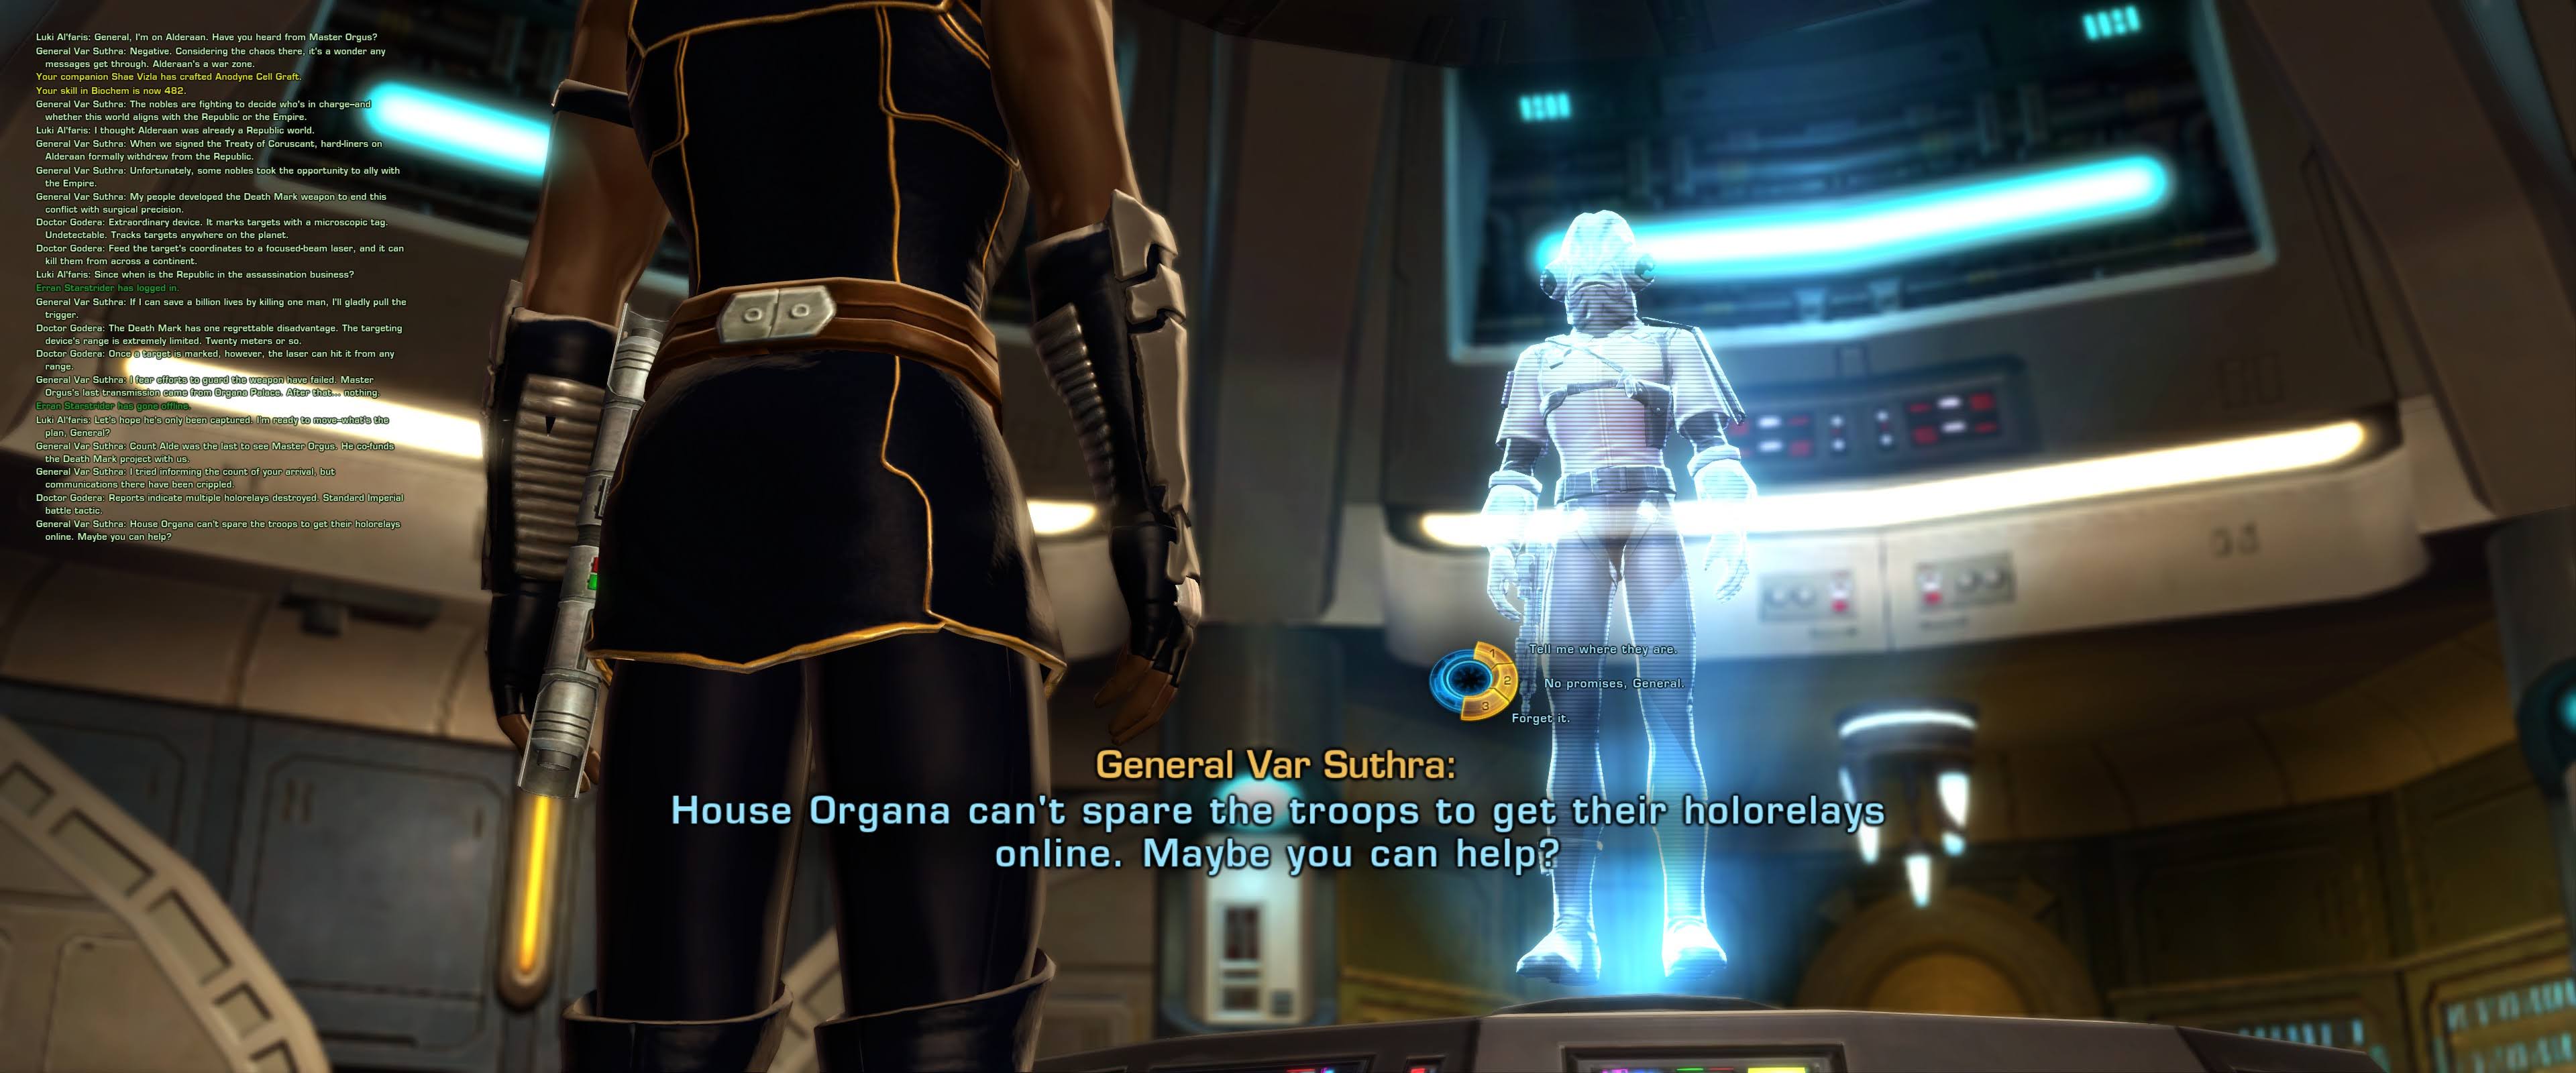 Luki Al'faris: General, I'm on Alderaan. Have you heard from Master Orgus?
General Var Suthra: Negative. Considering the chaos there, it's a wonder any
messages get through. Alderaan's a war zone.
Your companion Shae Vizla has crafted Anodyne Cell Graft.
Your skill in Biochem is now 482.
General Var Suthra: The nobles are fighting to decide who's in charge–and
whether this world aligns with the Republic or the Empire.
Luki Al'faris: I thought Alderaan was already a Republic world.
General Var Suthra: When we signed the Treaty of Coruscant, hard-liners on
Alderaan formally withdrew from the Republic.
General Var Suthra: Unfortunately, some nobles took the opportunity to ally with
the Empire.
General Var Suthra: My people developed the Death Mark weapon to end this
conflict with surgical precision.
Doctor Godera: Extraordinary device. It marks targets with a microscopic tag.
Undetectable. Tracks targets anywhere on the planet.
Doctor Godera: Feed the target's coordinates to a focused-beam laser, and it can
kill them from across a continent.
Luki Al'faris: Since when is the Republic in the assassination business?
Erran Starstrider has logged in.
General Var Suthra: If I can save a billion lives by killing one man, I'll gladly pull the
trigger.
Doctor Godera: The Death Mark has one regrettable disadvantage. The targeting
device's range is extremely limited. Twenty meters or so.
Doctor Godera: Once a target is marked, however, the laser can hit it from any
range.
General Var Suthra: I fear efforts to guard the weapon have failed. Master
Orgus's last transmission came from Organa Palace. After that... nothing.
Erran Starstrider has gone offline.
Luki Al'faris: Let's hope he's only been captured. I'm ready to move–what's the
plan, General?
General Var Suthra: Count Alde was the last to see Master Orgus. He co-funds
the Death Mark project with us.
General Var Suthra: I tried informing the count of your arrival, but
communications there have been crippled.
Doctor Godera: Reports indicate multiple holorelays destroyed. Standard Imperial
battle tactic.
General Var Suthra: House Organa can't spare the troops to get their holorelays
online. Maybe you can help?
1 Tell me where they are.
2 No promises, General.
3 Forget it.
General Var Suthra:
House Organa can't spare the troops to get their holorelays
online. Maybe you can help?